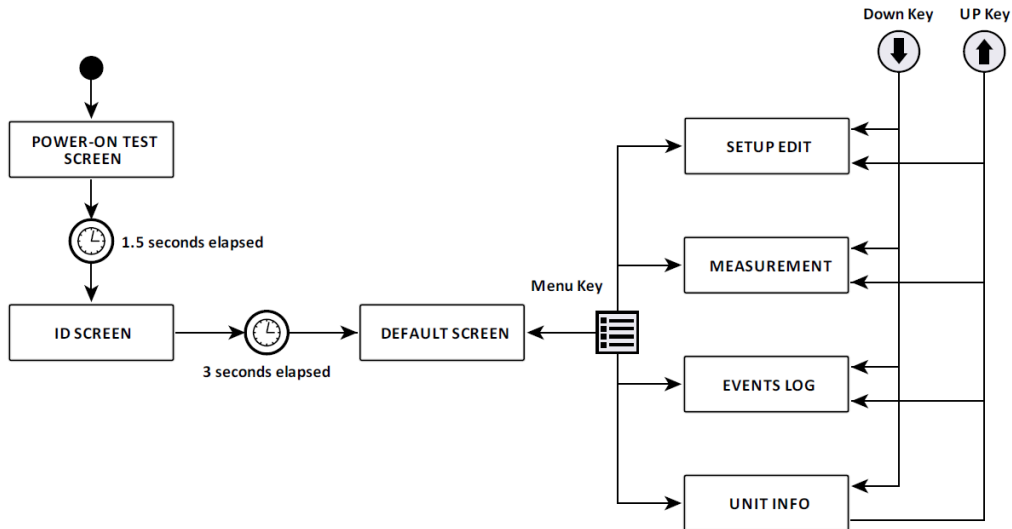 Down Key
UP Key
POWER-ON TEST
SCREEN
SETUP EDIT
1.5 seconds elapsed
MEASUREMENT
Menu Key
ID SCREEN
DEFAULT SCREEN
3 seconds elapsed
EVENTS LOG
UNIT INFO